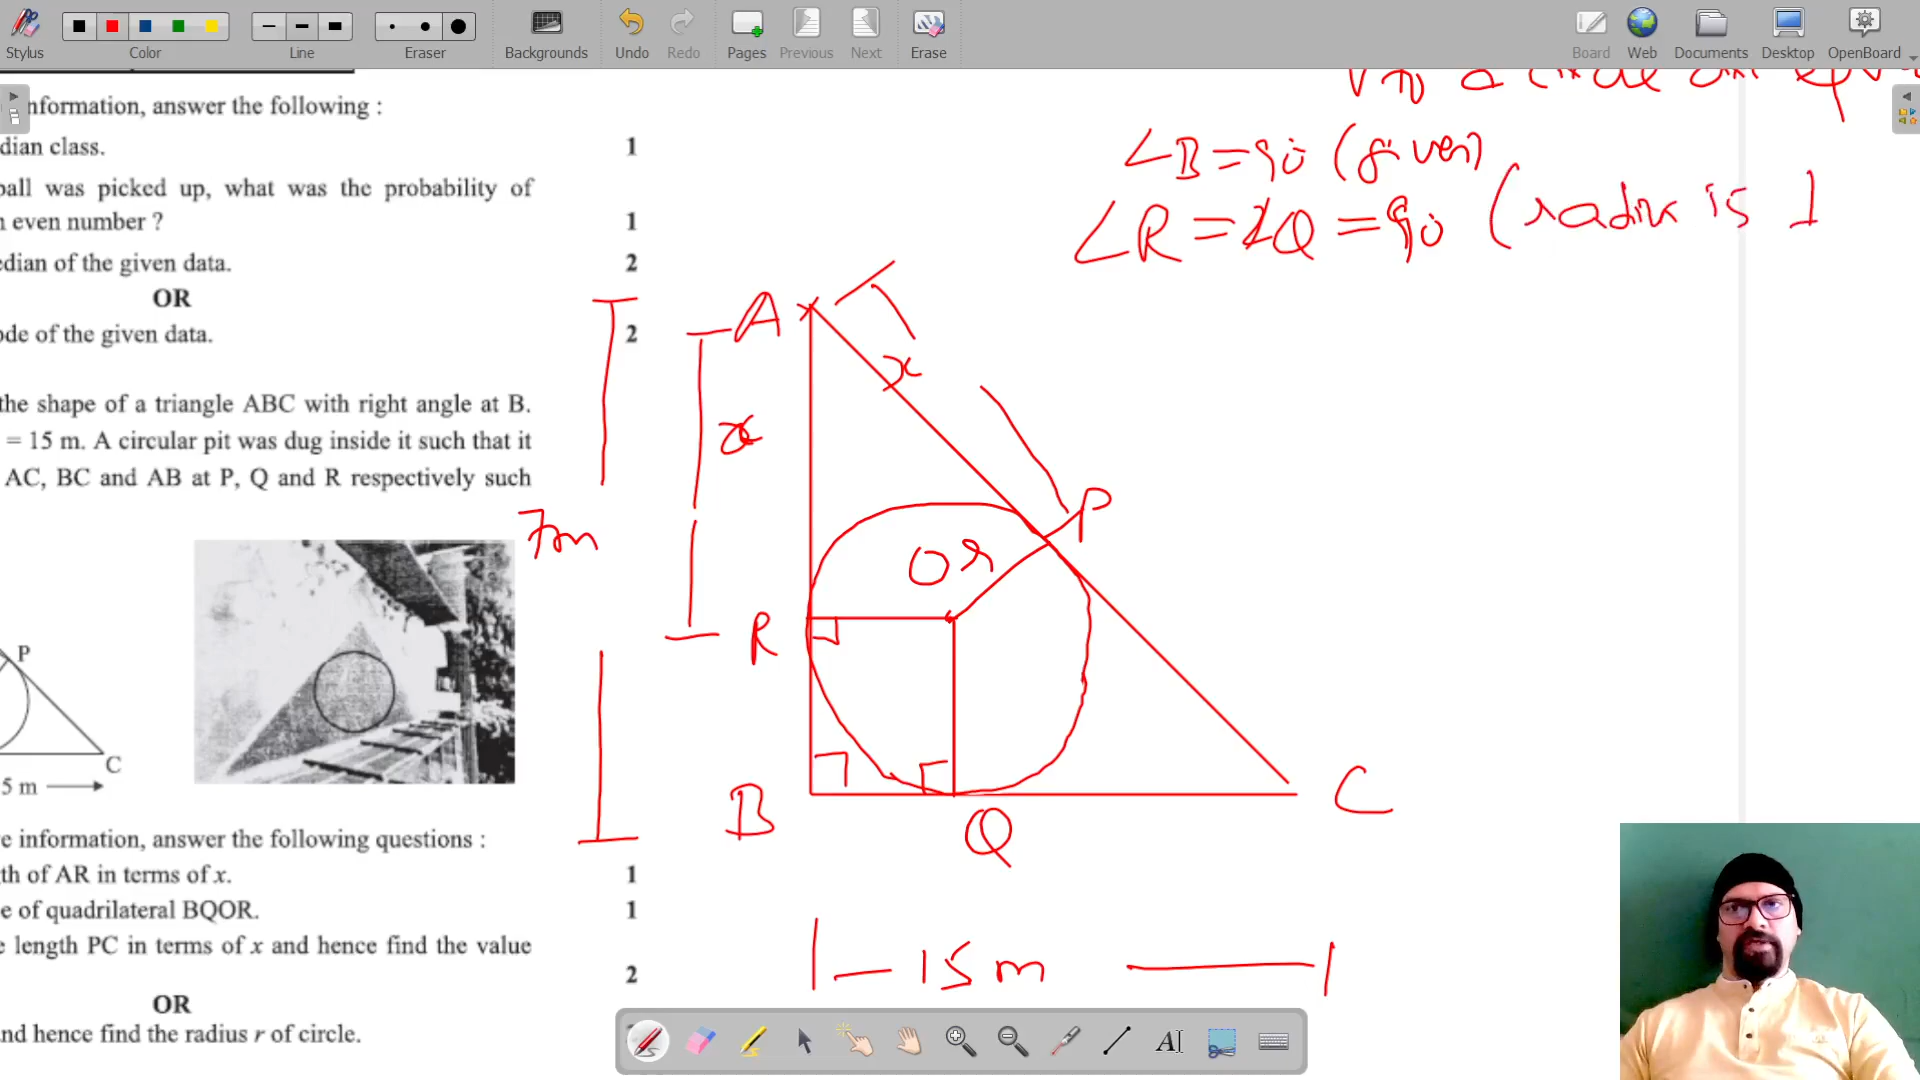 Stylus
Color
Line
Eraser
Backgrounds
Undo
Redo
Pages
Previous
Next
Erase
Board
Web
Documents
Desktop
OpenBoard
nformation, answer the following :
dian class.
1
ball was picked up, what was the probability of
n even number ?
1
edian of the given data.
2
OR
ode of the given data.
2
the shape of a triangle ABC with right angle at B.
= 15 m. A circular pit was dug inside it such that it
AC, BC and AB at P, Q and R respectively such
P
C
5 m
e information, answer the following questions :
th of AR in terms of x.
1
e of quadrilateral BQOR.
1
e length PC in terms of x and hence find the value
2
OR
nd hence find the radius r of circle.
a circle are
∠B = 90 (given)
∠R = ∠Q = 90 (radius is ⊥
A
x
x
P
O r
7m
R
B
Q
C
15 m